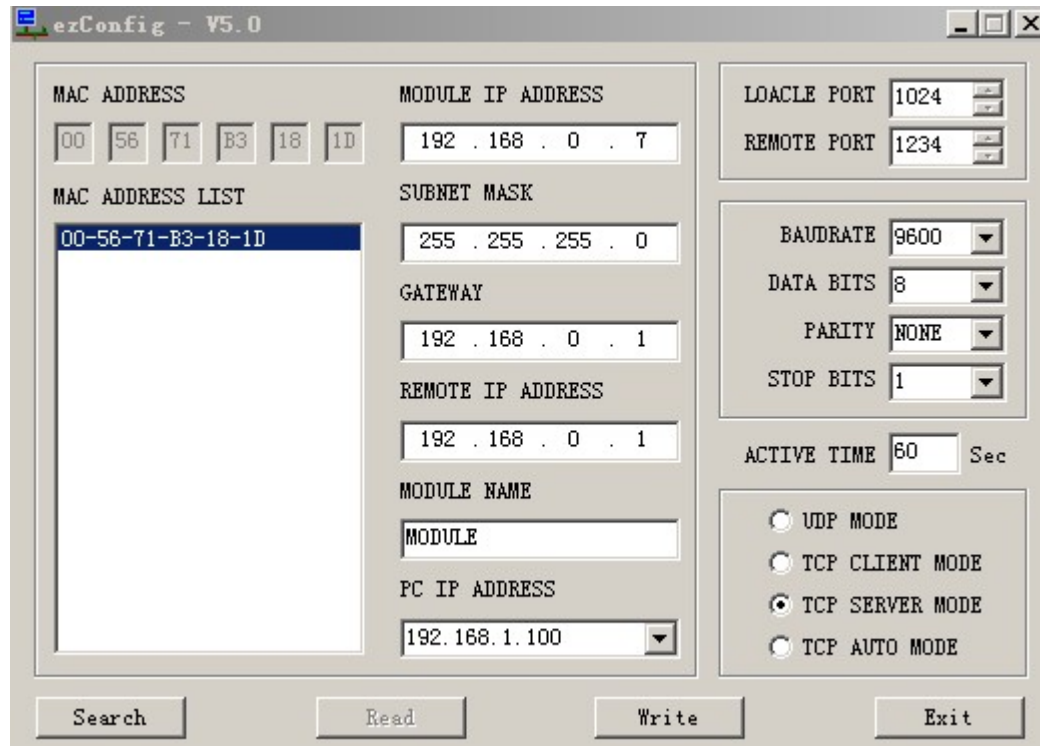 ezConfig - V5.0
MAC ADDRESS
00 56 71 B3 18 1D
MAC ADDRESS LIST
00-56-71-B3-18-1D
MODULE IP ADDRESS
192 .168 . 0 . 7
SUBNET MASK
255 .255 .255 . 0
GATEWAY
192 .168 . 0 . 1
REMOTE IP ADDRESS
192 .168 . 0 . 1
MODULE NAME
MODULE
PC IP ADDRESS
192.168.1.100
LOACLE PORT 1024
REMOTE PORT 1234
BAUDRATE 9600
DATA BITS 8
PARITY NONE
STOP BITS 1
ACTIVE TIME 60 Sec
UDP MODE
TCP CLIENT MODE
TCP SERVER MODE
TCP AUTO MODE
Search Read Write Exit